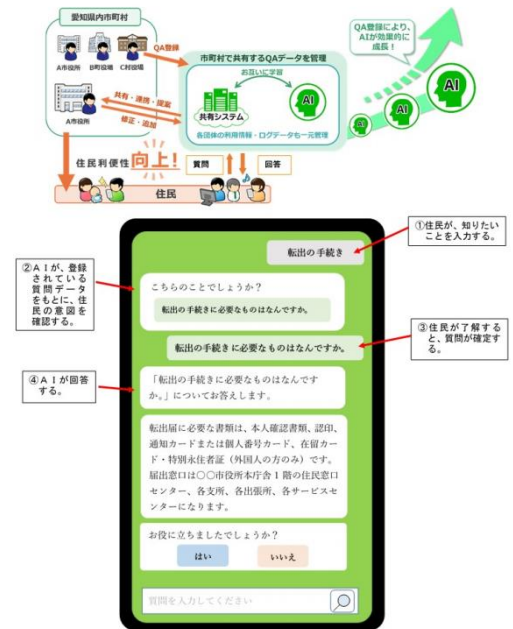 愛知県内市町村
A市役所 B町役場 C村役場
A市役所
QA登録
共有・連携・提案
修正・追加
市町村で共有するQAデータを管理
お互いに学習
共有システム
AI
各団体の利用情報・ログデータも一元管理
QA登録により、
AIが効果的に
成長!
AI
AI
AI
住民利便性向上!
質問
回答
住民
①住民が、知りたい
ことを入力する。
転出の手続き
②AIが、登録
されている
質問データ
をもとに、住
民の意図を
確認する。
こちらのことでしょうか?
転出の手続きに必要なものはなんですか。
③住民が了解する
と、質問が確定す
る。
転出の手続きに必要なものはなんですか。
④AIが回答
する。
「転出の手続きに必要なものはなんです
か。」についてお答えします。
転出届に必要な書類は、本人確認書類、認印、
通知カードまたは個人番号カード、在留カー
ド・特別永住者証(外国人の方のみ)です。
届出窓口は〇〇市役所本庁舎1階の住民窓口
センター、各支所、各出張所、各サービスセ
ンターになります。
お役に立ちましたでしょうか?
はい
いいえ
質問を入力してください